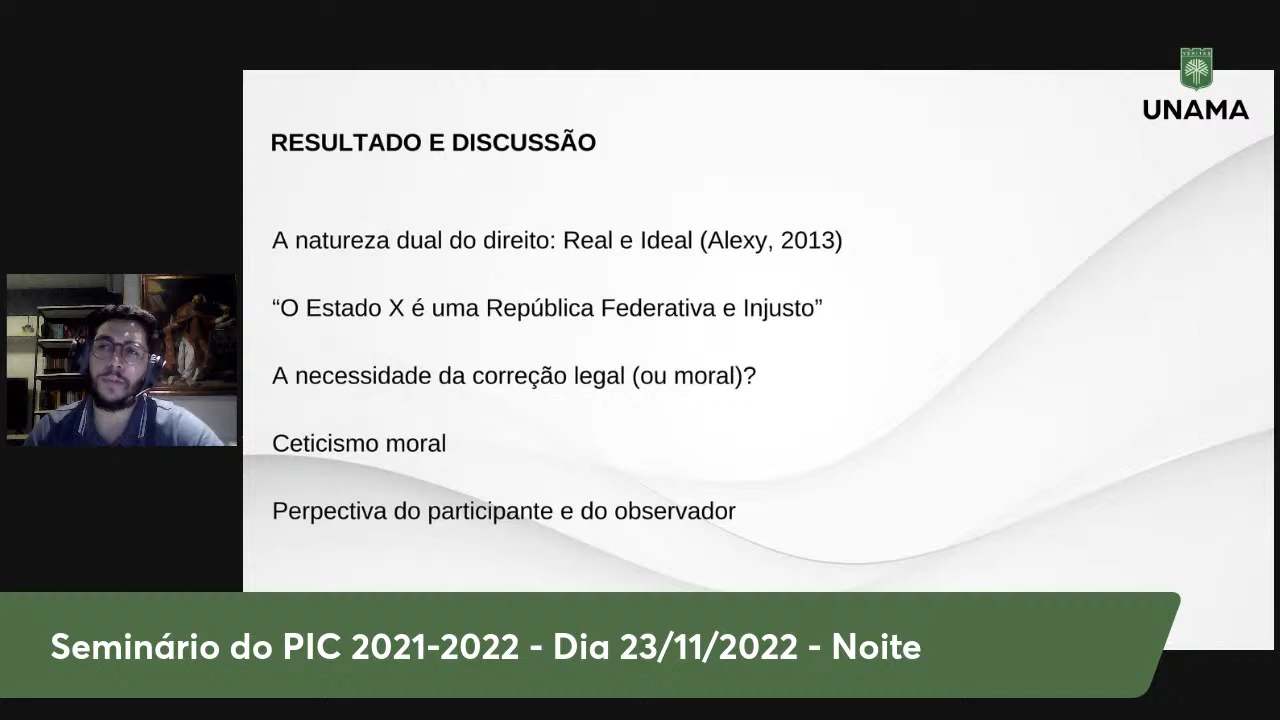 UNAMA
RESULTADO E DISCUSSÃO
A natureza dual do direito: Real e Ideal (Alexy, 2013)
“O Estado X é uma República Federativa e Injusto”
A necessidade da correção legal (ou moral)?
Ceticismo moral
Perpectiva do participante e do observador
Seminário do PIC 2021-2022 - Dia 23/11/2022 - Noite